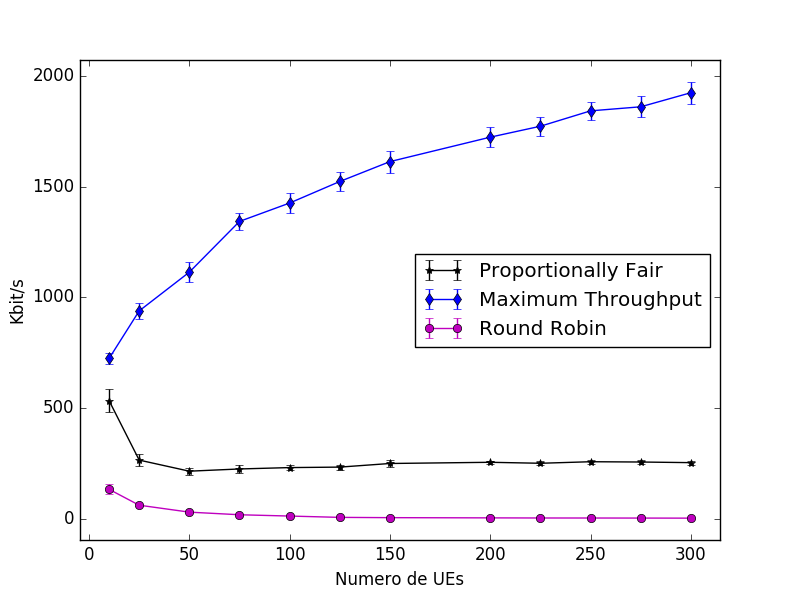 2000
1500
1000
500
0
Kbit/s
Proportionally Fair
Maximum Throughput
Round Robin
0 50 100 150 200 250 300
Numero de UEs